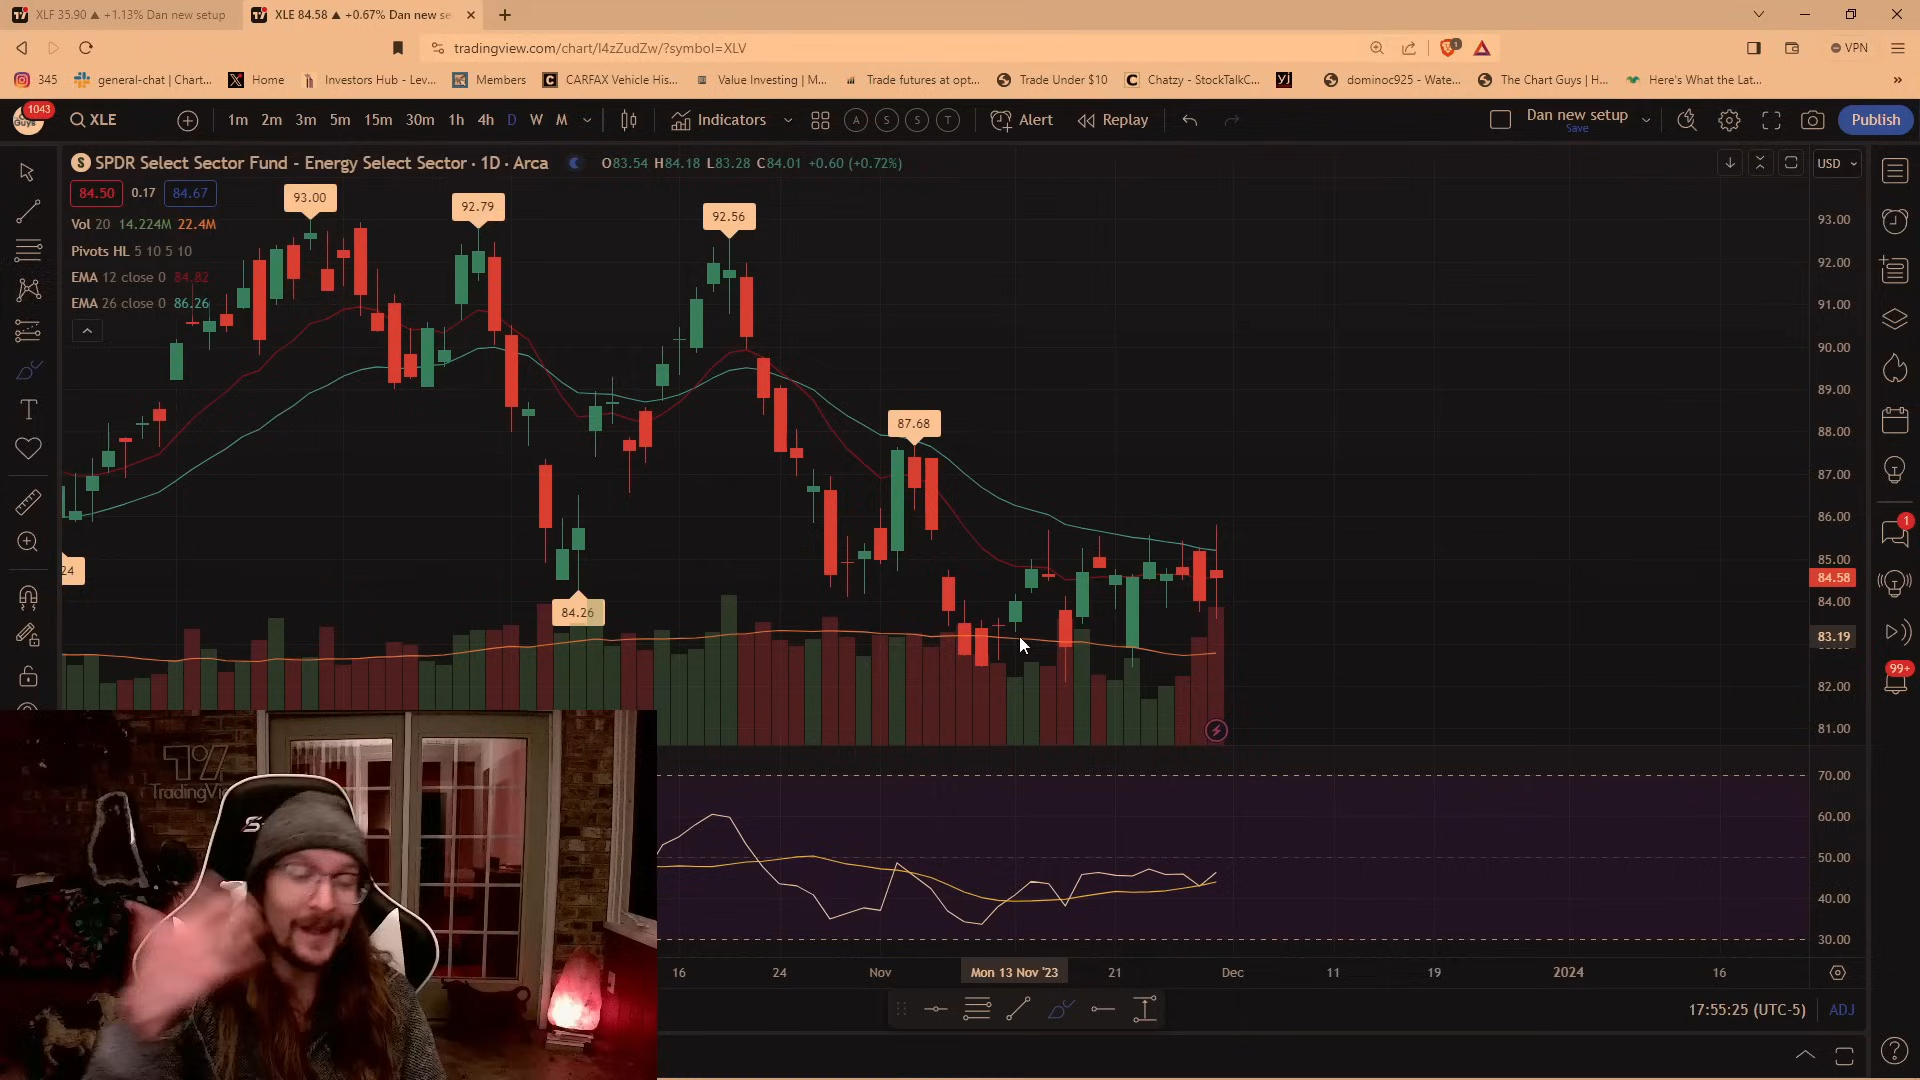 XLF 35.90 ▲ +1.13% Dan new setup
XLE 84.58 ▲ +0.67% Dan new se
tradingview.com/chart/I4zZudZw/?symbol=XLV
1
VPN
345
general-chat | Chart...
Home
Investors Hub - Lev...
Members
CARFAX Vehicle His...
Value Investing | M...
Trade futures at opt...
Trade Under $10
Chatzy - StockTalkC...
dominoc925 - Wate...
The Chart Guys | H...
Here's What the Lat...
1043
XLE
1m 2m 3m 5m 15m 30m 1h 4h D W M
Indicators
A S S T
Alert
Replay
Dan new setup
Save
Publish
SPDR Select Sector Fund - Energy Select Sector · 1D · Arca
O83.54 H84.18 L83.28 C84.01 +0.60 (+0.72%)
USD
84.50 0.17 84.67
Vol 20 14.224M 22.4M
Pivots HL 5 10 5 10
EMA 12 close 0 84.82
EMA 26 close 0 86.26
93.00
92.79
92.56
87.68
84.26
24
93.00
92.00
91.00
90.00
89.00
88.00
87.00
86.00
85.00
84.58
84.00
83.19
82.00
81.00
70.00
60.00
50.00
40.00
30.00
1
99+
TradingVi
16 24 Nov Mon 13 Nov '23 21 Dec 11 19 2024 16
17:55:25 (UTC-5)
ADJ